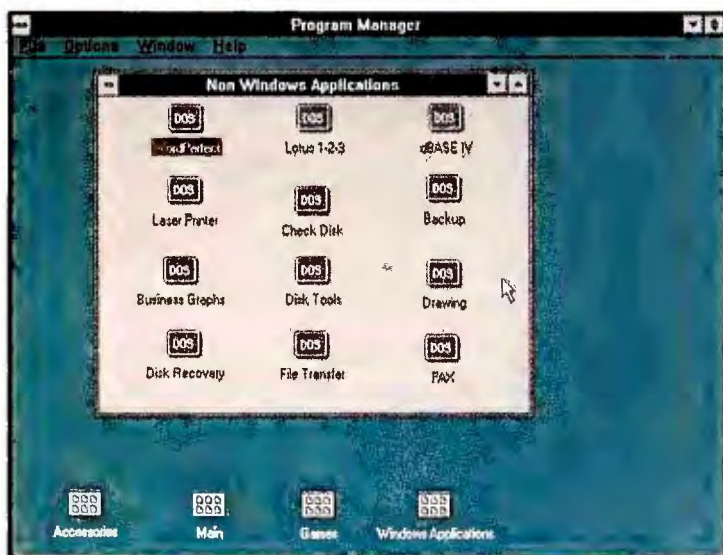 Program Manager
File Options Window Help
Non Windows Applications
DOS DOS DOS
WordPerfect Lotus 1-2-3 dBASE IV
DOS DOS DOS
Laser Printer Check Disk Backup
DOS DOS DOS
Business Graphs Disk Tools Drawing
DOS DOS DOS
Disk Recovery File Transfer FAX
Accessories Main Games Windows Applications